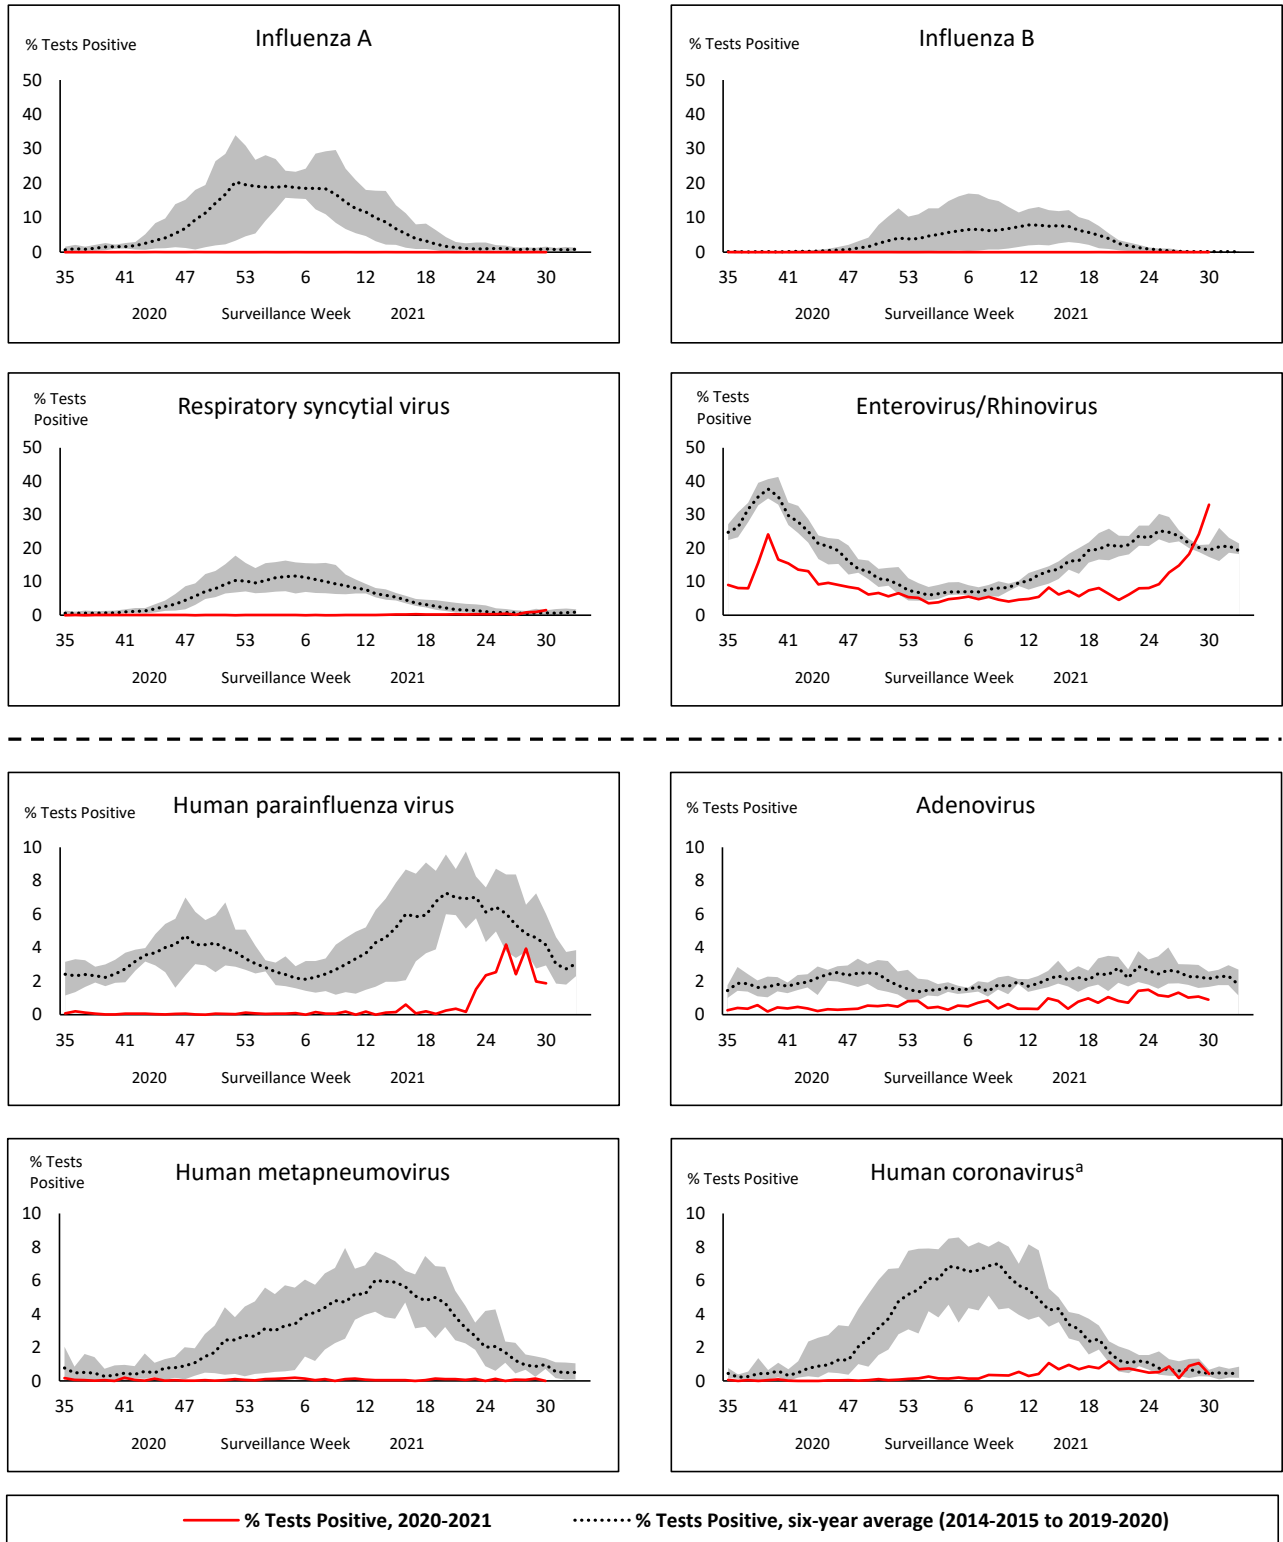 Influenza A
% Tests Positive
50
40
30
20
10
0
35 41 47 53 6 12 18 24 30
2020 Surveillance Week 2021
Influenza B
% Tests Positive
50
40
30
20
10
0
35 41 47 53 6 12 18 24 30
2020 Surveillance Week 2021
Respiratory syncytial virus
% Tests
Positive
50
40
30
20
10
0
35 41 47 53 6 12 18 24 30
2020 Surveillance Week 2021
Enterovirus/Rhinovirus
% Tests
Positive
50
40
30
20
10
0
35 41 47 53 6 12 18 24 30
2020 Surveillance Week 2021
Human parainfluenza virus
% Tests Positive
10
8
6
4
2
0
35 41 47 53 6 12 18 24 30
2020 Surveillance Week 2021
Adenovirus
% Tests Positive
10
8
6
4
2
0
35 41 47 53 6 12 18 24 30
2020 Surveillance Week 2021
Human metapneumovirus
% Tests
Positive
10
8
6
4
2
0
35 41 47 53 6 12 18 24 30
2020 Surveillance Week 2021
Human coronavirusᵃ
% Tests Positive
10
8
6
4
2
0
35 41 47 53 6 12 18 24 30
2020 Surveillance Week 2021
% Tests Positive, 2020-2021 % Tests Positive, six-year average (2014-2015 to 2019-2020)